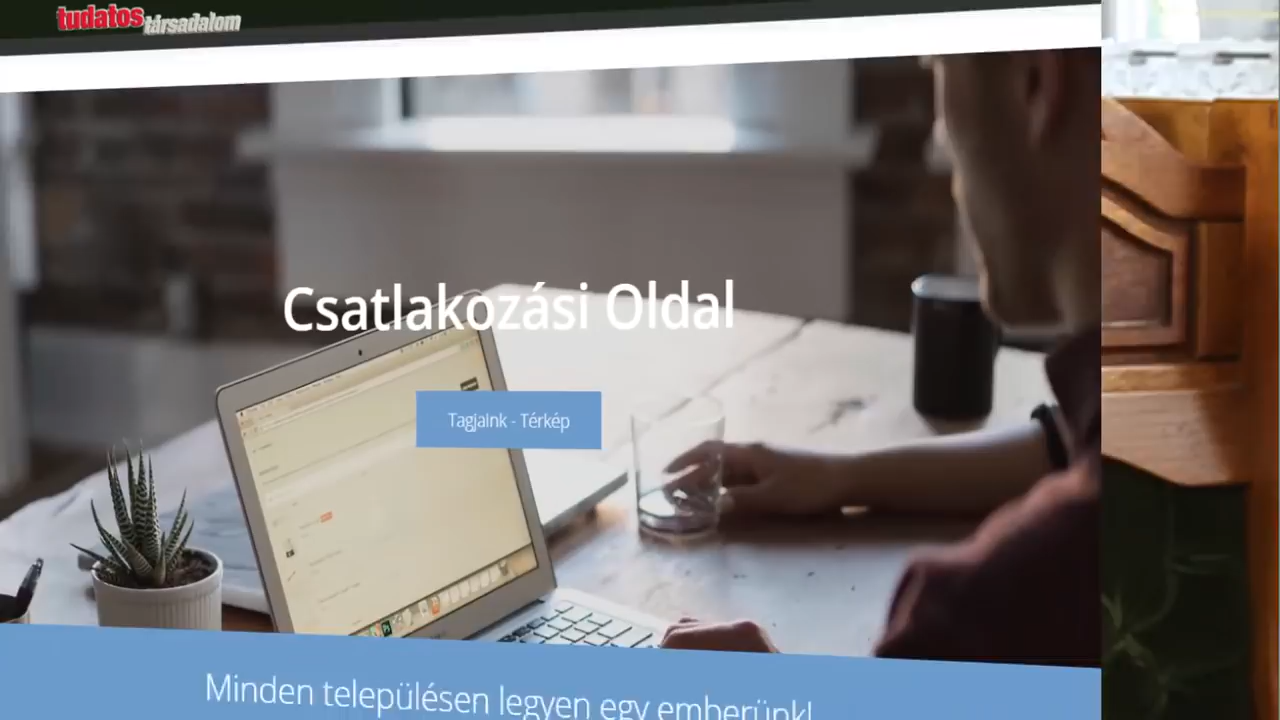 tudatos társadalom
Csatlakozási Oldal
Tagjaink - Térkép
Minden településen legyen egy emberünk!